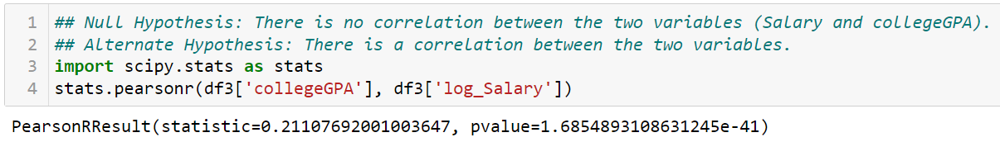 1 ## Null Hypothesis: There is no correlation between the two variables (Salary and collegeGPA).
2 ## Alternate Hypothesis: There is a correlation between the two variables.
3 import scipy.stats as stats
4 stats.pearsonr(df3['collegeGPA'], df3['log_Salary'])
PearsonRResult(statistic=0.21107692001003647, pvalue=1.6854893108631245e-41)